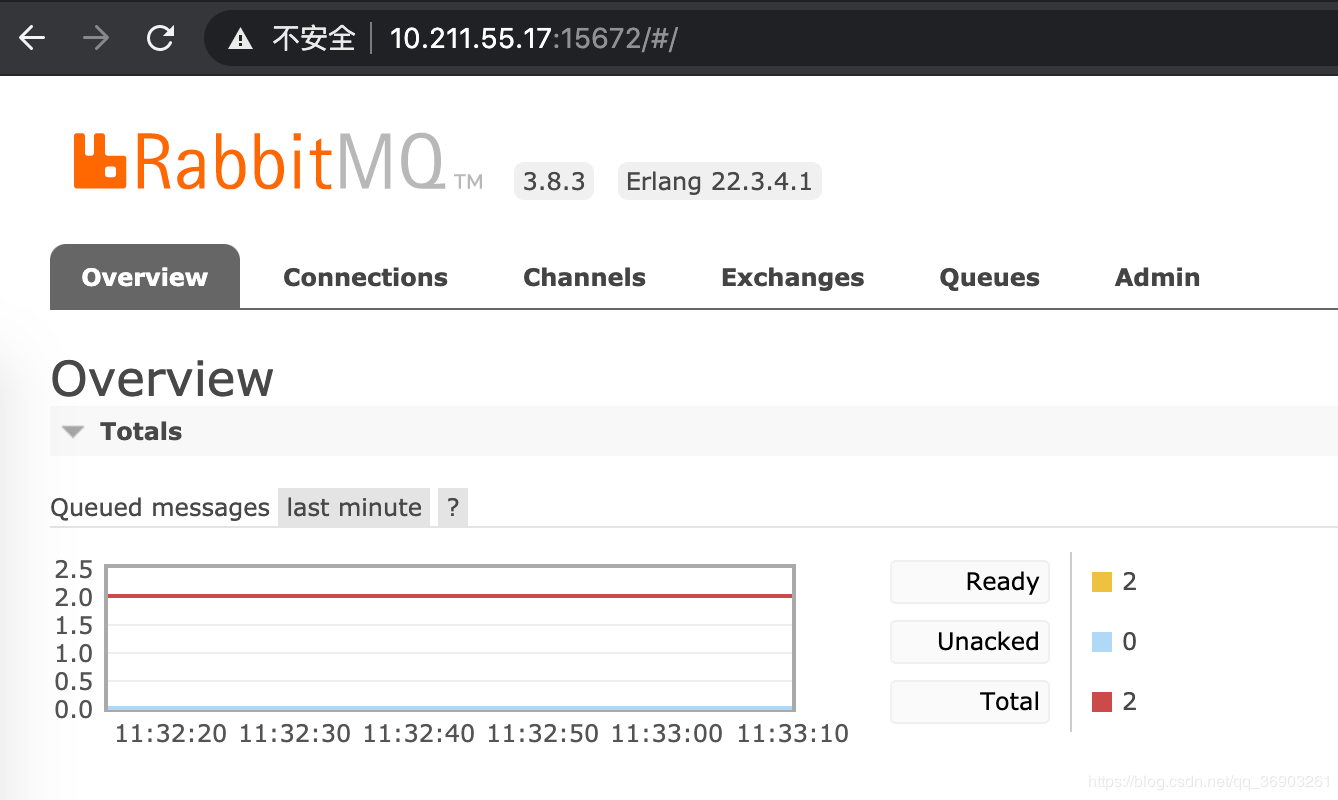 不安全 10.211.55.17:15672/#/
RabbitMQ TM 3.8.3 Erlang 22.3.4.1
Overview Connections Channels Exchanges Queues Admin
Overview
Totals
Queued messages last minute ?
2.5
2.0
1.5
1.0
0.5
0.0
11:32:20 11:32:30 11:32:40 11:32:50 11:33:00 11:33:10
Ready 2
Unacked 0
Total 2
https://blog.csdn.net/qq_36903261